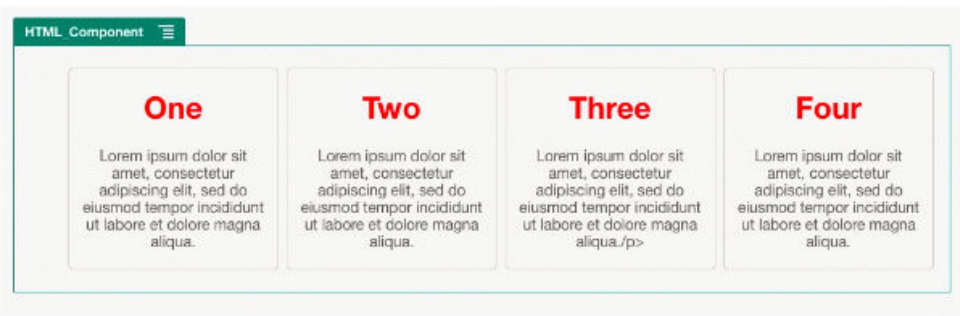 HTML_Component
One
Lorem ipsum dolor sit
amet, consectetur
adipiscing elit, sed do
eiusmod tempor incididunt
ut labore et dolore magna
aliqua.
Two
Lorem ipsum dolor sit
amet, consectetur
adipiscing elit, sed do
eiusmod tempor incididunt
ut labore et dolore magna
aliqua.
Three
Lorem ipsum dolor sit
amet, consectetur
adipiscing elit, sed do
eiusmod tempor incididunt
ut labore et dolore magna
aliqua./p>
Four
Lorem ipsum dolor sit
amet, consectetur
adipiscing elit, sed do
eiusmod tempor incididunt
ut labore et dolore magna
aliqua.